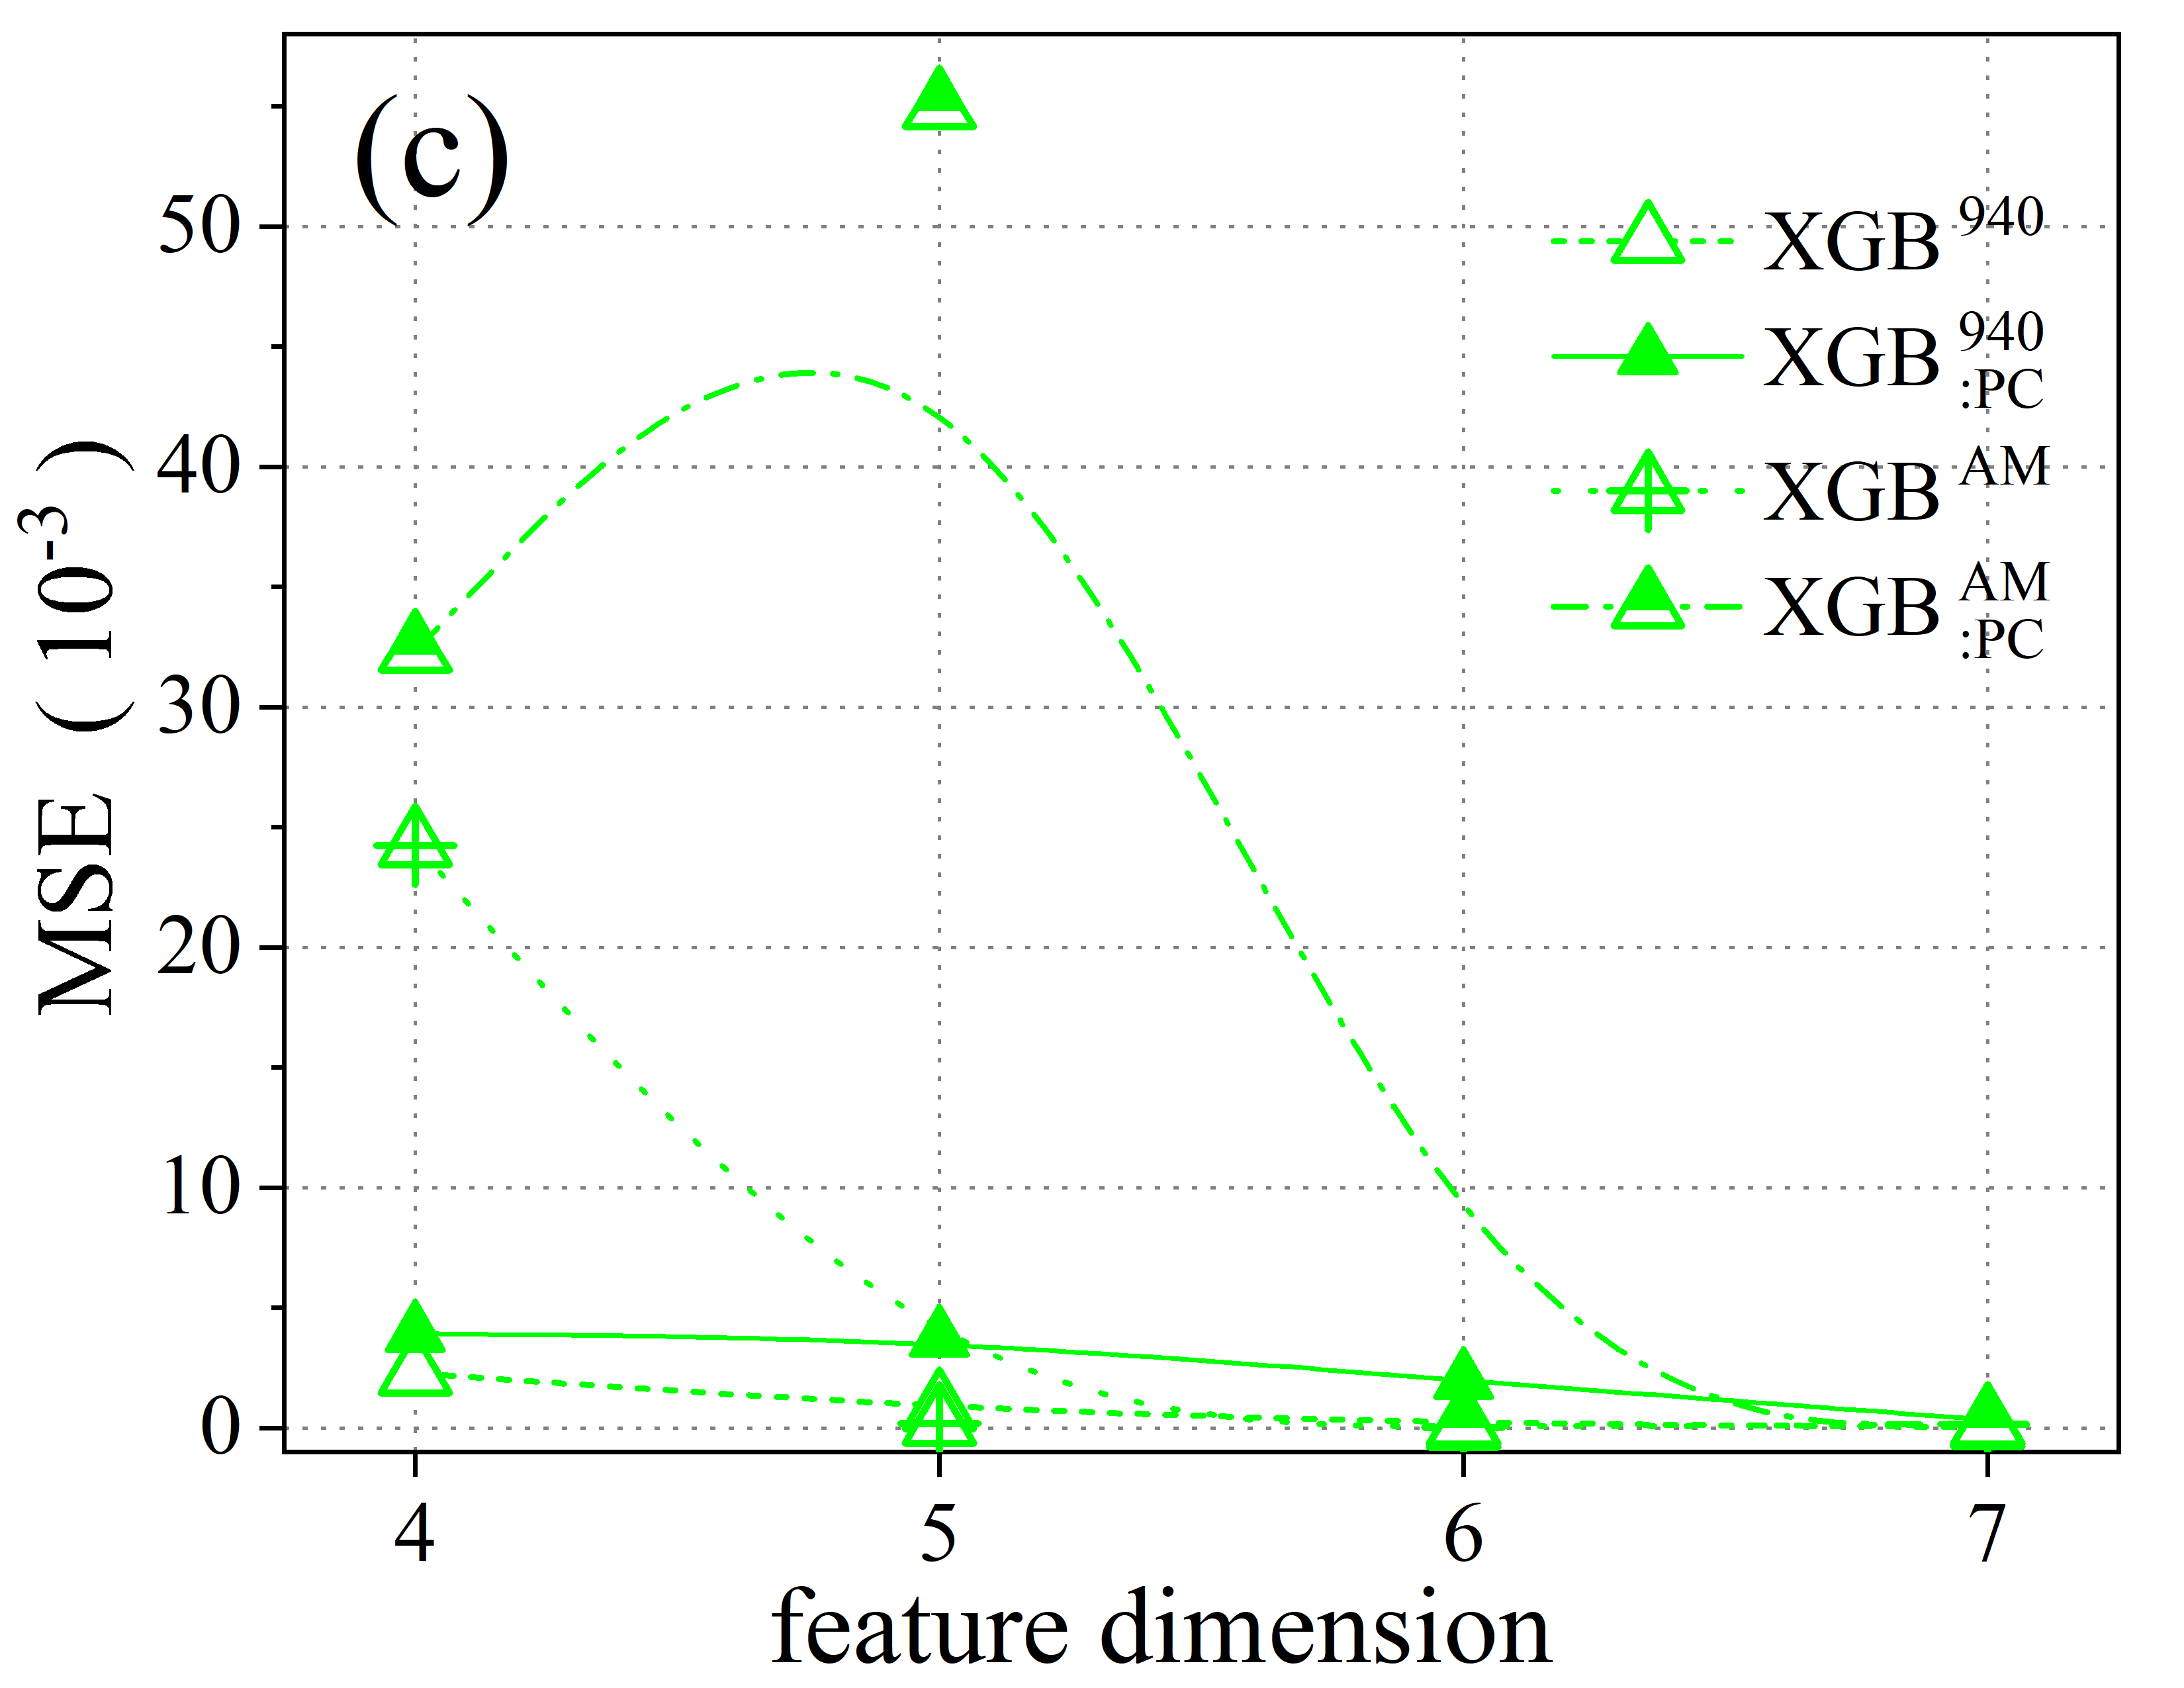 (c)
50
40
30
20
10
0
MSE ( 10-3 )
XGB 940
XGB 940 :PC
XGB AM
XGB AM :PC
4 5 6 7
feature dimension